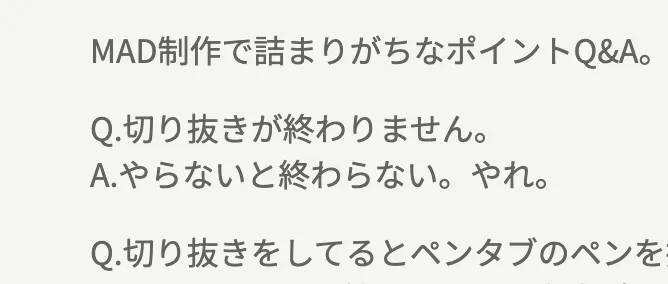 MAD制作で詰まりがちなポイントQ&A。
Q.切り抜きが終わりません。
A.やらないと終わらない。やれ。
Q.切り抜きをしてるとペンタブのペンを